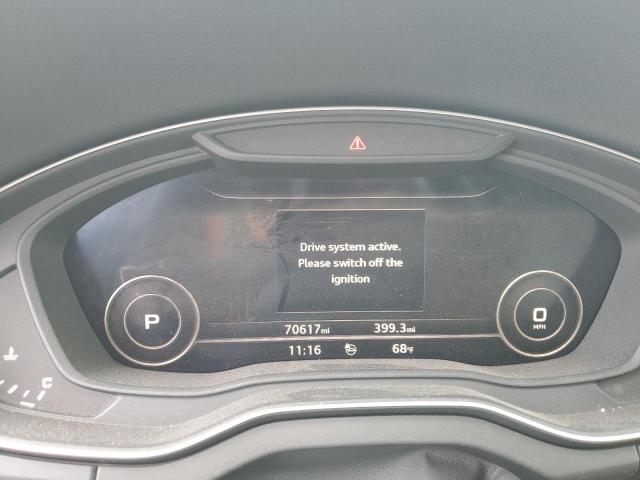 Drive system active.
Please switch off the
ignition
P
0
MPH
70617mi 399.3mi
11:16 68°F
C